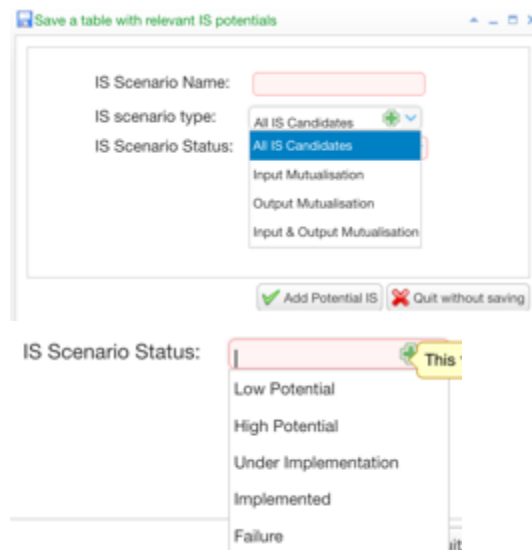 Save a table with relevant IS potentials
IS Scenario Name:
IS scenario type:
All IS Candidates
IS Scenario Status:
All IS Candidates
Input Mutualisation
Output Mutualisation
Input & Output Mutualisation
Add Potential IS
Quit without saving
IS Scenario Status:
This
Low Potential
High Potential
Under Implementation
Implemented
Failure